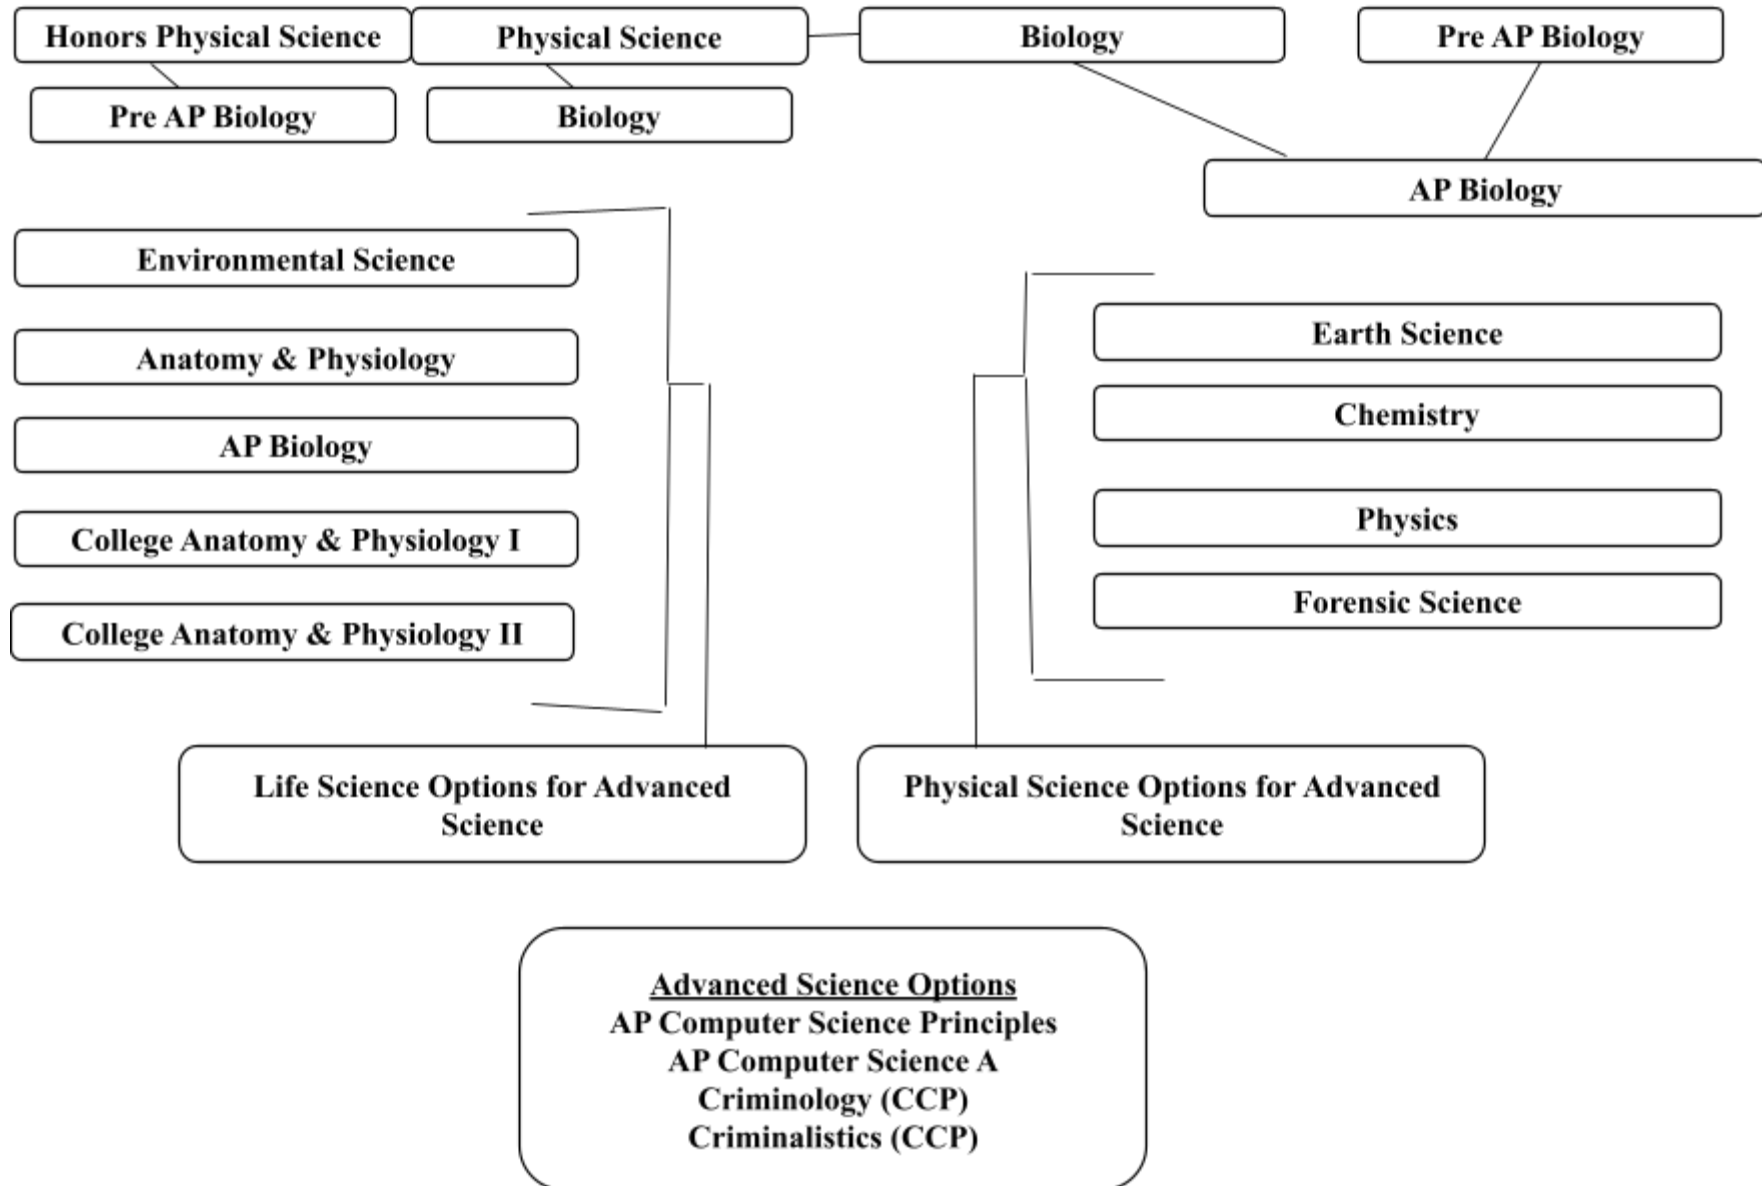 Honors Physical Science
Physical Science
Biology
Pre AP Biology
Pre AP Biology
Biology
AP Biology
Environmental Science
Anatomy & Physiology
AP Biology
College Anatomy & Physiology I
College Anatomy & Physiology II
Earth Science
Chemistry
Physics
Forensic Science
Life Science Options for Advanced
Science
Physical Science Options for Advanced
Science
Advanced Science Options
AP Computer Science Principles
AP Computer Science A
Criminology (CCP)
Criminalistics (CCP)